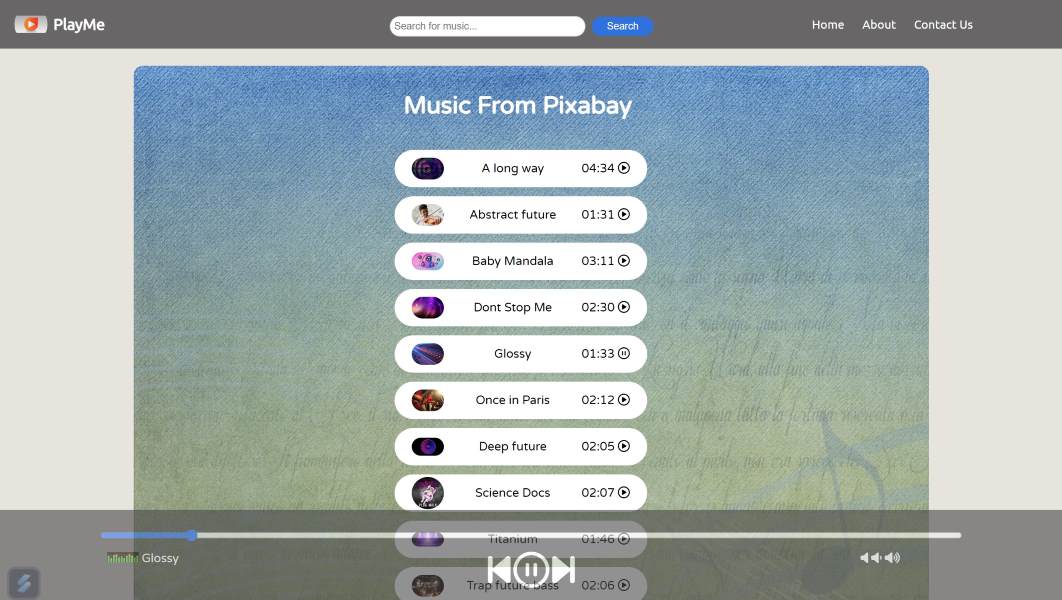 PlayMe
Search for music...
Search
Home
About
Contact Us
Music From Pixabay
A long way 04:34
Abstract future 01:31
Baby Mandala 03:11
Dont Stop Me 02:30
Glossy 01:33
Once in Paris 02:12
Deep future 02:05
Science Docs 02:07
Titanium 01:46
Glossy
Trap future bass 02:06